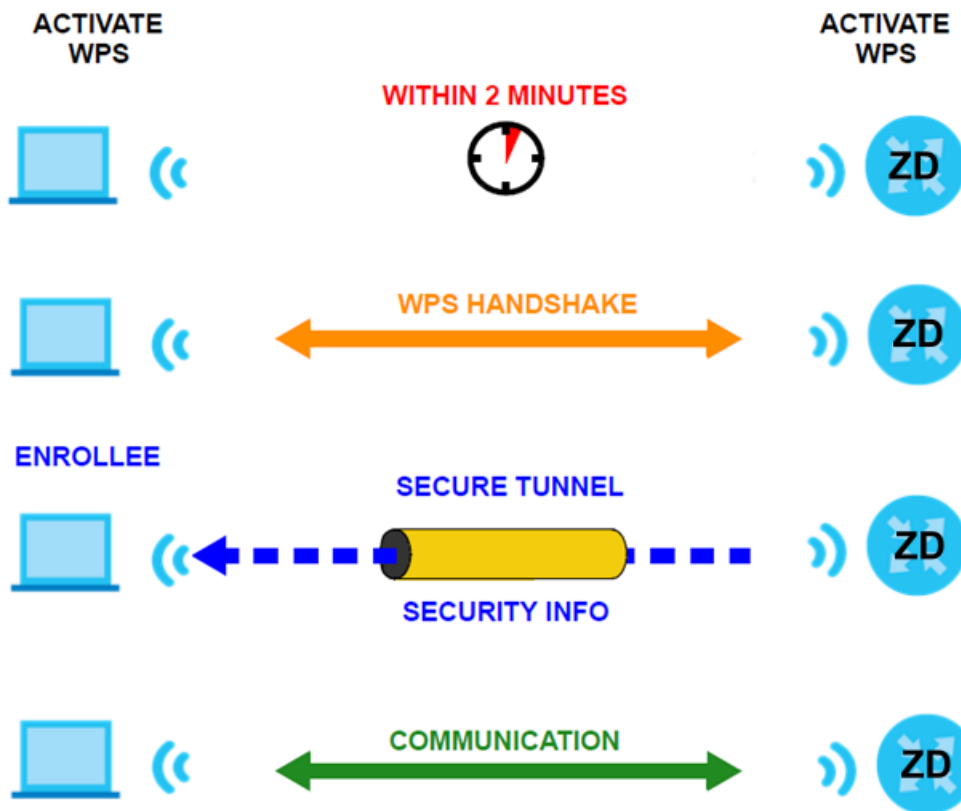 ACTIVATE
WPS
ACTIVATE
WPS
WITHIN 2 MINUTES
ZD
WPS HANDSHAKE
ZD
ENROLLEE
SECURE TUNNEL
ZD
SECURITY INFO
COMMUNICATION
ZD